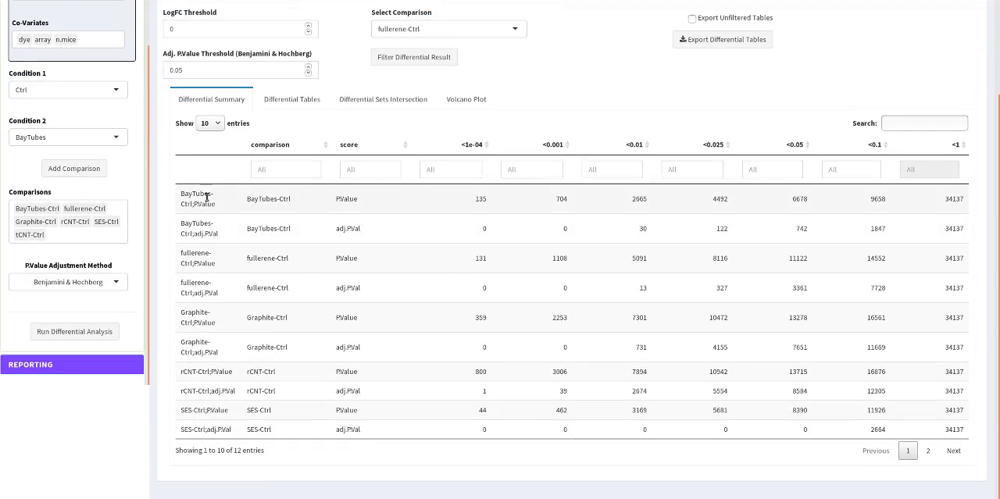 Co-Variates
dye array n.mice
Condition 1
Ctrl
Condition 2
BayTubes
Add Comparison
Comparisons
BayTubes-Ctrl fullerene-Ctrl
Graphite-Ctrl rCNT-Ctrl SES-Ctrl
tCNT-Ctrl
P.Value Adjustment Method
Benjamini & Hochberg
Run Differential Analysis
REPORTING
LogFC Threshold
0
Adj. P.Value Threshold (Benjamini & Hochberg)
0.05
Select Comparison
fullerene-Ctrl
Filter Differential Result
Export Unfiltered Tables
Export Differential Tables
Differential Summary Differential Tables Differential Sets Intersection Volcano Plot
Show 10 entries Search:
comparison score <1e-04 <0.001 <0.01 <0.025 <0.05 <0.1 <1
All All All All All All All All All
BayTubes-
Ctrl;P.Value BayTubes-Ctrl P.Value 135 704 2665 4492 6678 9658 34137
BayTubes-
Ctrl;adj.P.Val BayTubes-Ctrl adj.P.Val 0 0 30 122 742 1847 34137
fullerene-
Ctrl;P.Value fullerene-Ctrl P.Value 131 1108 5091 8116 11122 14552 34137
fullerene-
Ctrl;adj.P.Val fullerene-Ctrl adj.P.Val 0 0 13 327 3361 7728 34137
Graphite-
Ctrl;P.Value Graphite-Ctrl P.Value 359 2253 7301 10472 13278 16561 34137
Graphite-
Ctrl;adj.P.Val Graphite-Ctrl adj.P.Val 0 0 731 4155 7651 11669 34137
rCNT-Ctrl;P.Value rCNT-Ctrl P.Value 800 3006 7894 10942 13715 16876 34137
rCNT-Ctrl;adj.P.Val rCNT-Ctrl adj.P.Val 1 39 2674 5554 8584 12305 34137
SES-Ctrl;P.Value SES-Ctrl P.Value 44 462 3169 5681 8390 11926 34137
SES-Ctrl;adj.P.Val SES-Ctrl adj.P.Val 0 0 0 0 0 2664 34137
Showing 1 to 10 of 12 entries Previous 1 2 Next